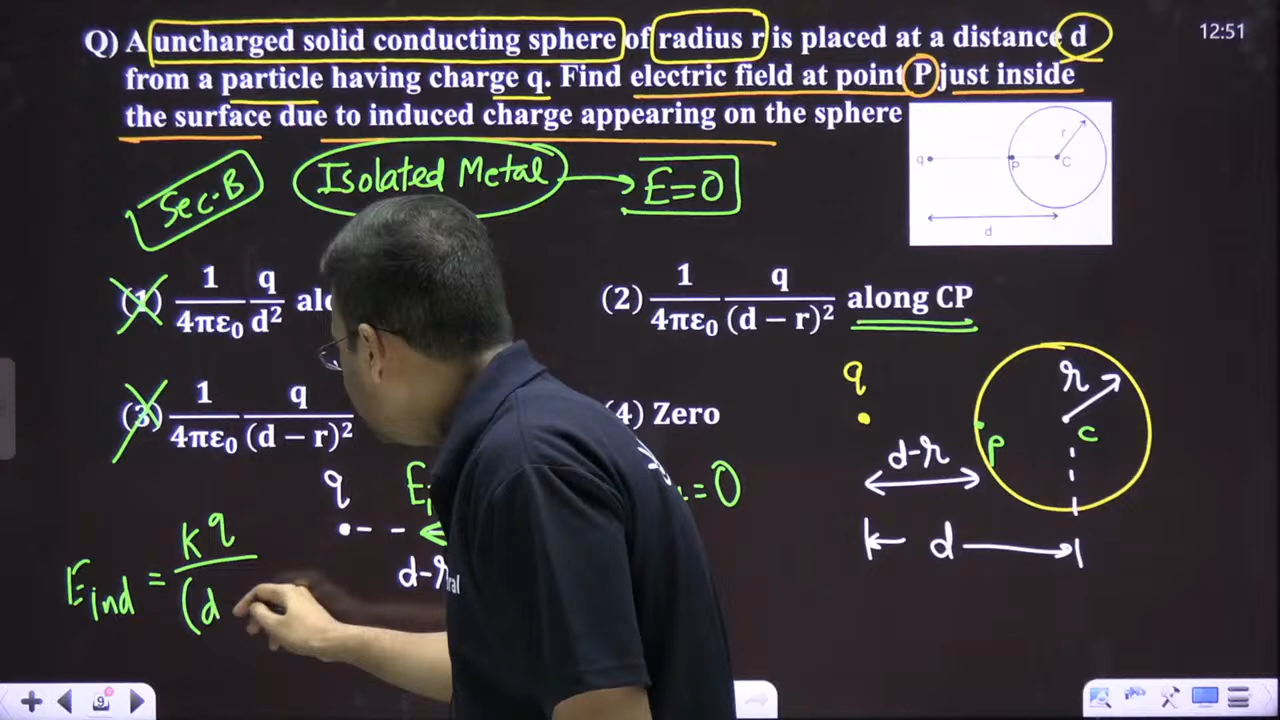 12:51
Q) A uncharged solid conducting sphere of radius r is placed at a distance d
from a particle having charge q. Find electric field at point P just inside
the surface due to induced charge appearing on the sphere
r
q P C
d
Sec-B Isolated Metal → E=0
(1) 1/4πε₀ q/d²
(2) 1/4πε₀ q/(d − r)² along CP
(3) 1/4πε₀ q/(d − r)²
(4) Zero
q r
P C
d-r
d
q =0
d-r
E_ind = kq/(d
9